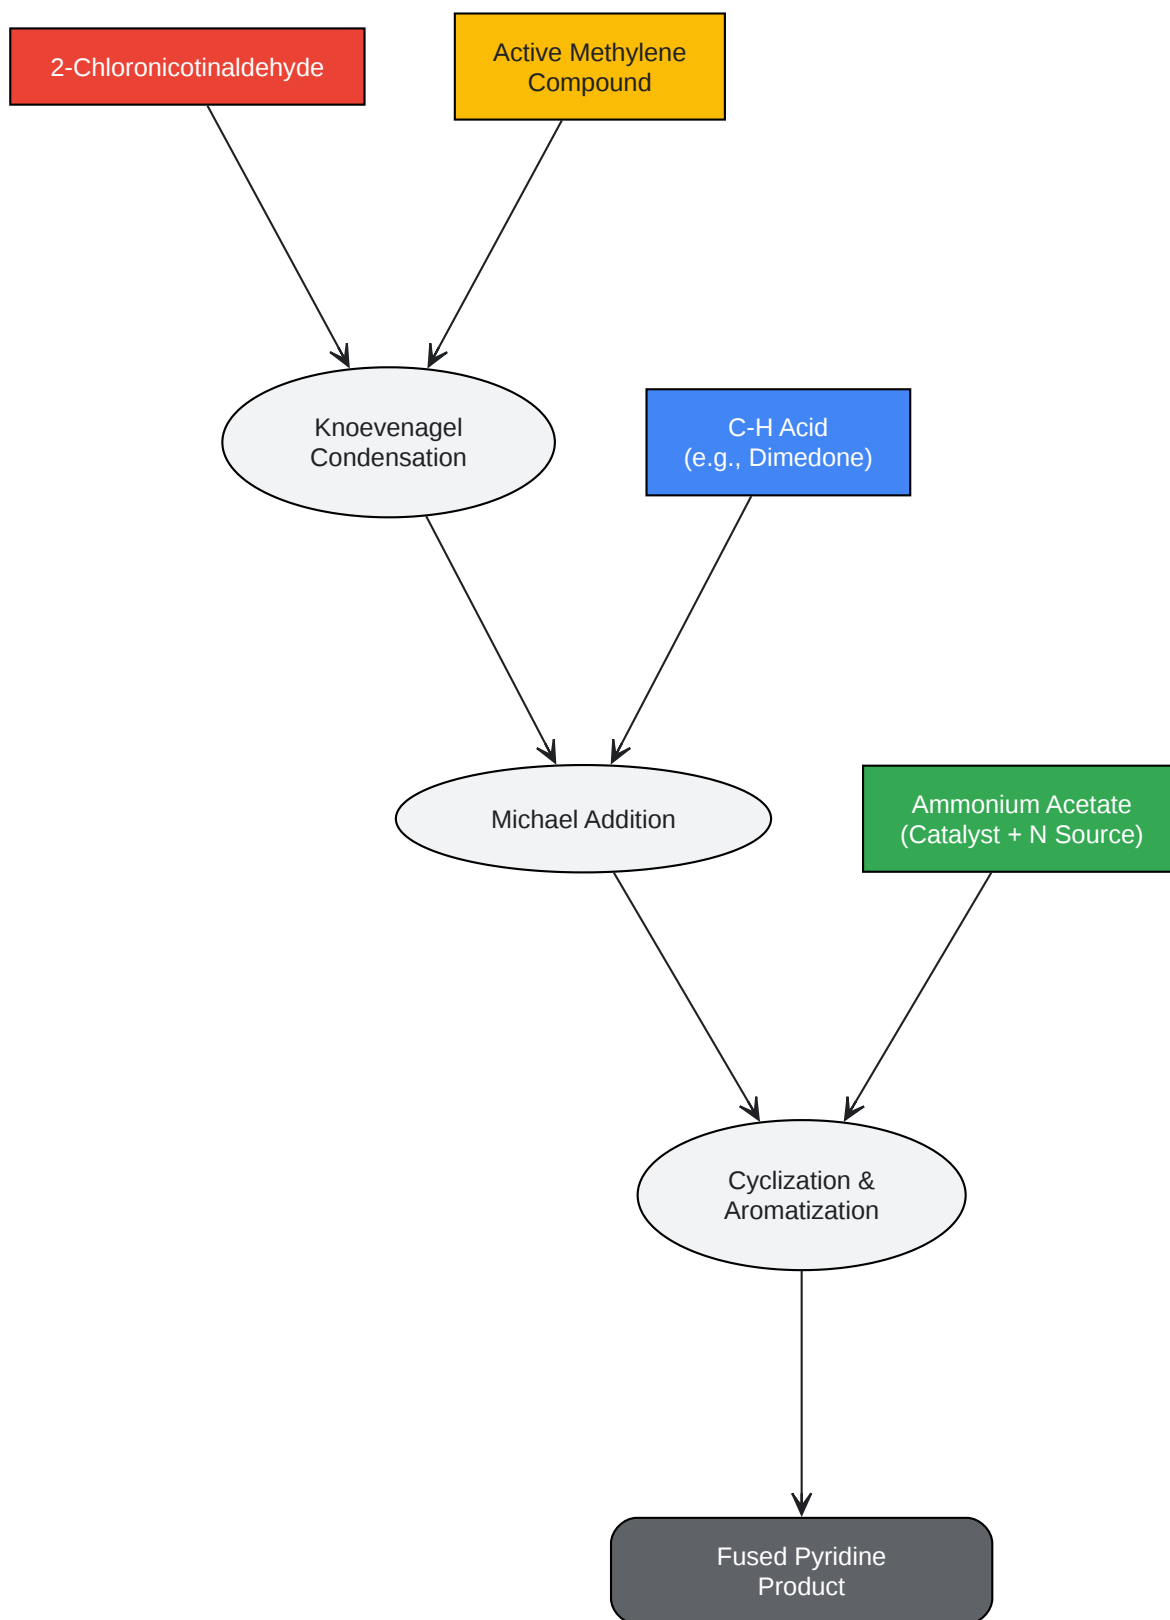 2-Chloronicotinaldehyde
Active Methylene
Compound
Knoevenagel
Condensation
C-H Acid
(e.g., Dimedone)
Michael Addition
Ammonium Acetate
(Catalyst + N Source)
Cyclization &
Aromatization
Fused Pyridine
Product